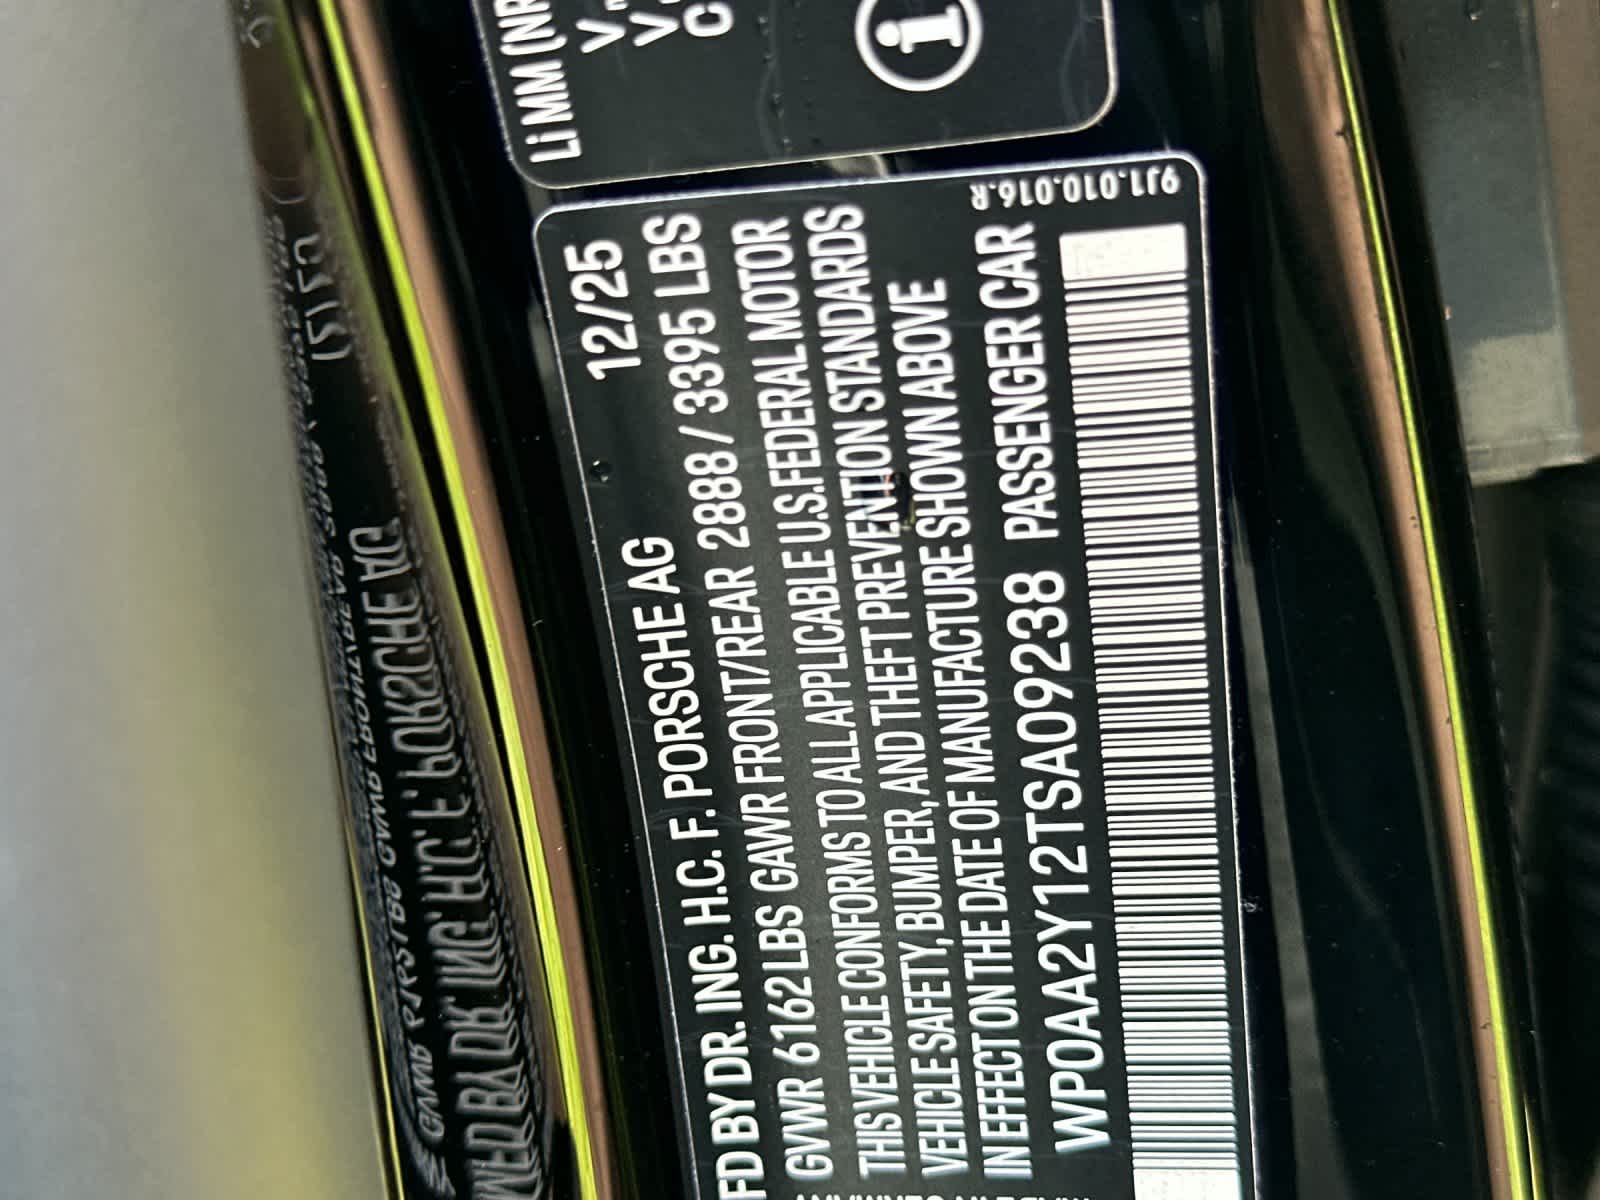 Li MM (NR
V
V
C
i
MFD BY DR. ING. H.C. F. PORSCHE AG 12/25
GVWR 6162 LBS GAWR FRONT/REAR 2888 / 3395 LBS
THIS VEHICLE CONFORMS TO ALL APPLICABLE U.S.FEDERAL MOTOR
VEHICLE SAFETY, BUMPER, AND THEFT PREVENTION STANDARDS
IN EFFECT ON THE DATE OF MANUFACTURE SHOWN ABOVE
WP0AA2Y12TSA09238 PASSENGER CAR
9J1.010.016.R